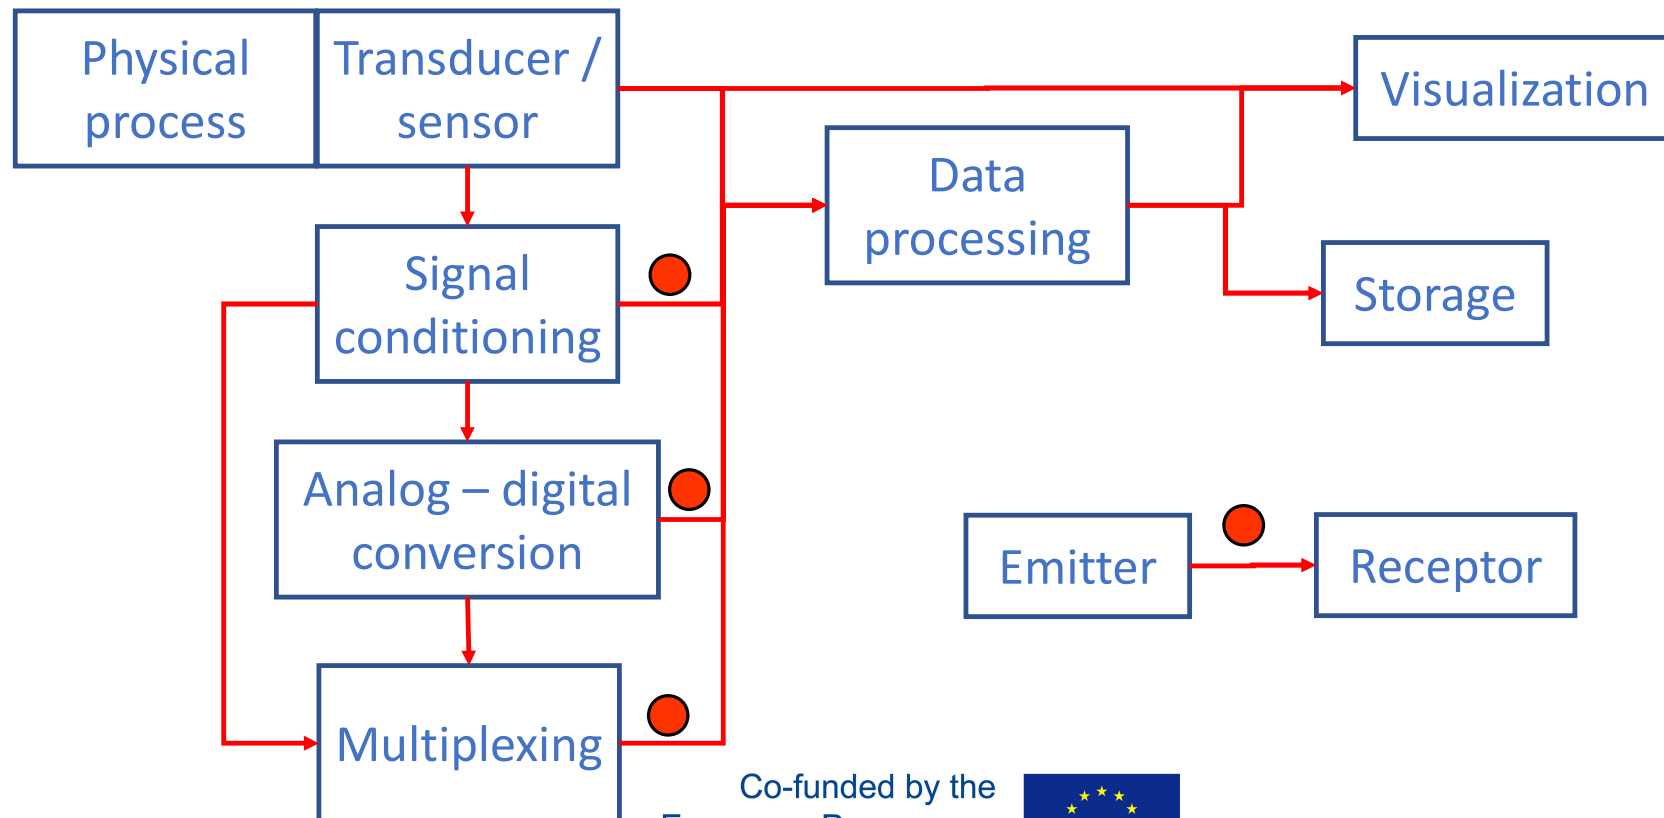 Physical
process
Transducer /
sensor
Visualization
Data
processing
Signal
conditioning
Storage
Analog – digital
conversion
Emitter
Receptor
Multiplexing
Co-funded by the